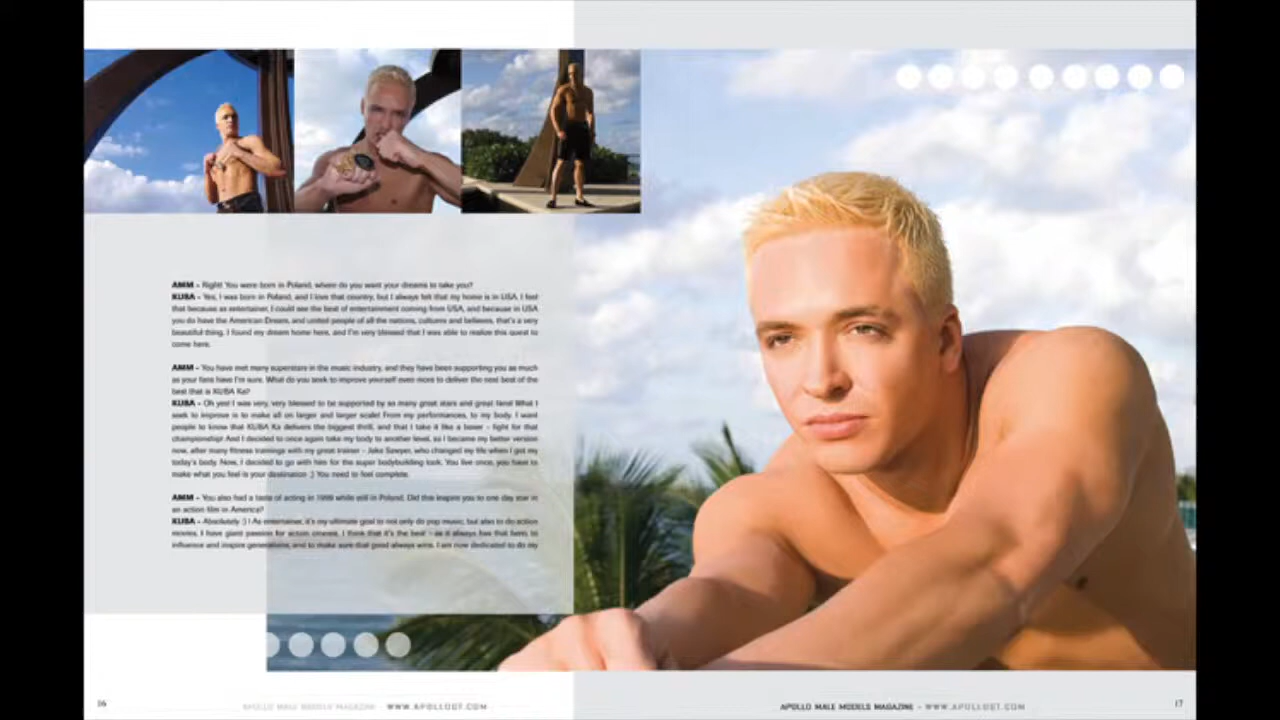 AMM - Right! You were born in Poland, where do you want your dreams to take you?
KUBA - Yes, I was born in Poland, and I love that country, but I always felt that my home is in USA. I feel
that because as entertainer, I could see the best of entertainment coming from USA, and because in USA
you do have the American Dream, and united people of all the nations, cultures and believes, that's a very
beautiful thing. I found my dream home here, and I'm very blessed that I was able to realize this quest to
come here.
AMM - You have met many superstars in the music industry, and they have been supporting you as much
as your fans have I'm sure. What do you seek to improve yourself even more to deliver the next best of the
best that is KUBA Ka?
KUBA - Oh yes! I was very, very blessed to be supported by so many great stars and great fans! What I
seek to improve is to make all on larger and larger scale! From my performances, to my body. I want
people to know that KUBA Ka delivers the biggest thrill, and that I take it like a boxer - fight for that
championship! And I decided to once again take my body to another level, so I became my better version
now, after many fitness trainings with my great trainer - Jake Sawyer, who changed my life when I got my
today's body. Now, I decided to go with him for the super bodybuilding look. You live once, you have to
make what you feel is your destination ;) You need to feel complete.
AMM - You also had a taste of acting in 1999 while still in Poland. Did this inspire you to one day star in
an action film in America?
KUBA - Absolutely :) ! As entertainer, it's my ultimate goal to not only do pop music, but also to do action
movies. I have giant passion for action cinema. I think that it's the best - as it always has that hero, to
influence and inspire generations, and to make sure that good always wins. I am now dedicated to do my
16
APOLLO MALE MODELS MAGAZINE - WWW.APOLLOGT.COM
APOLLO MALE MODELS MAGAZINE - WWW.APOLLOGT.COM
17